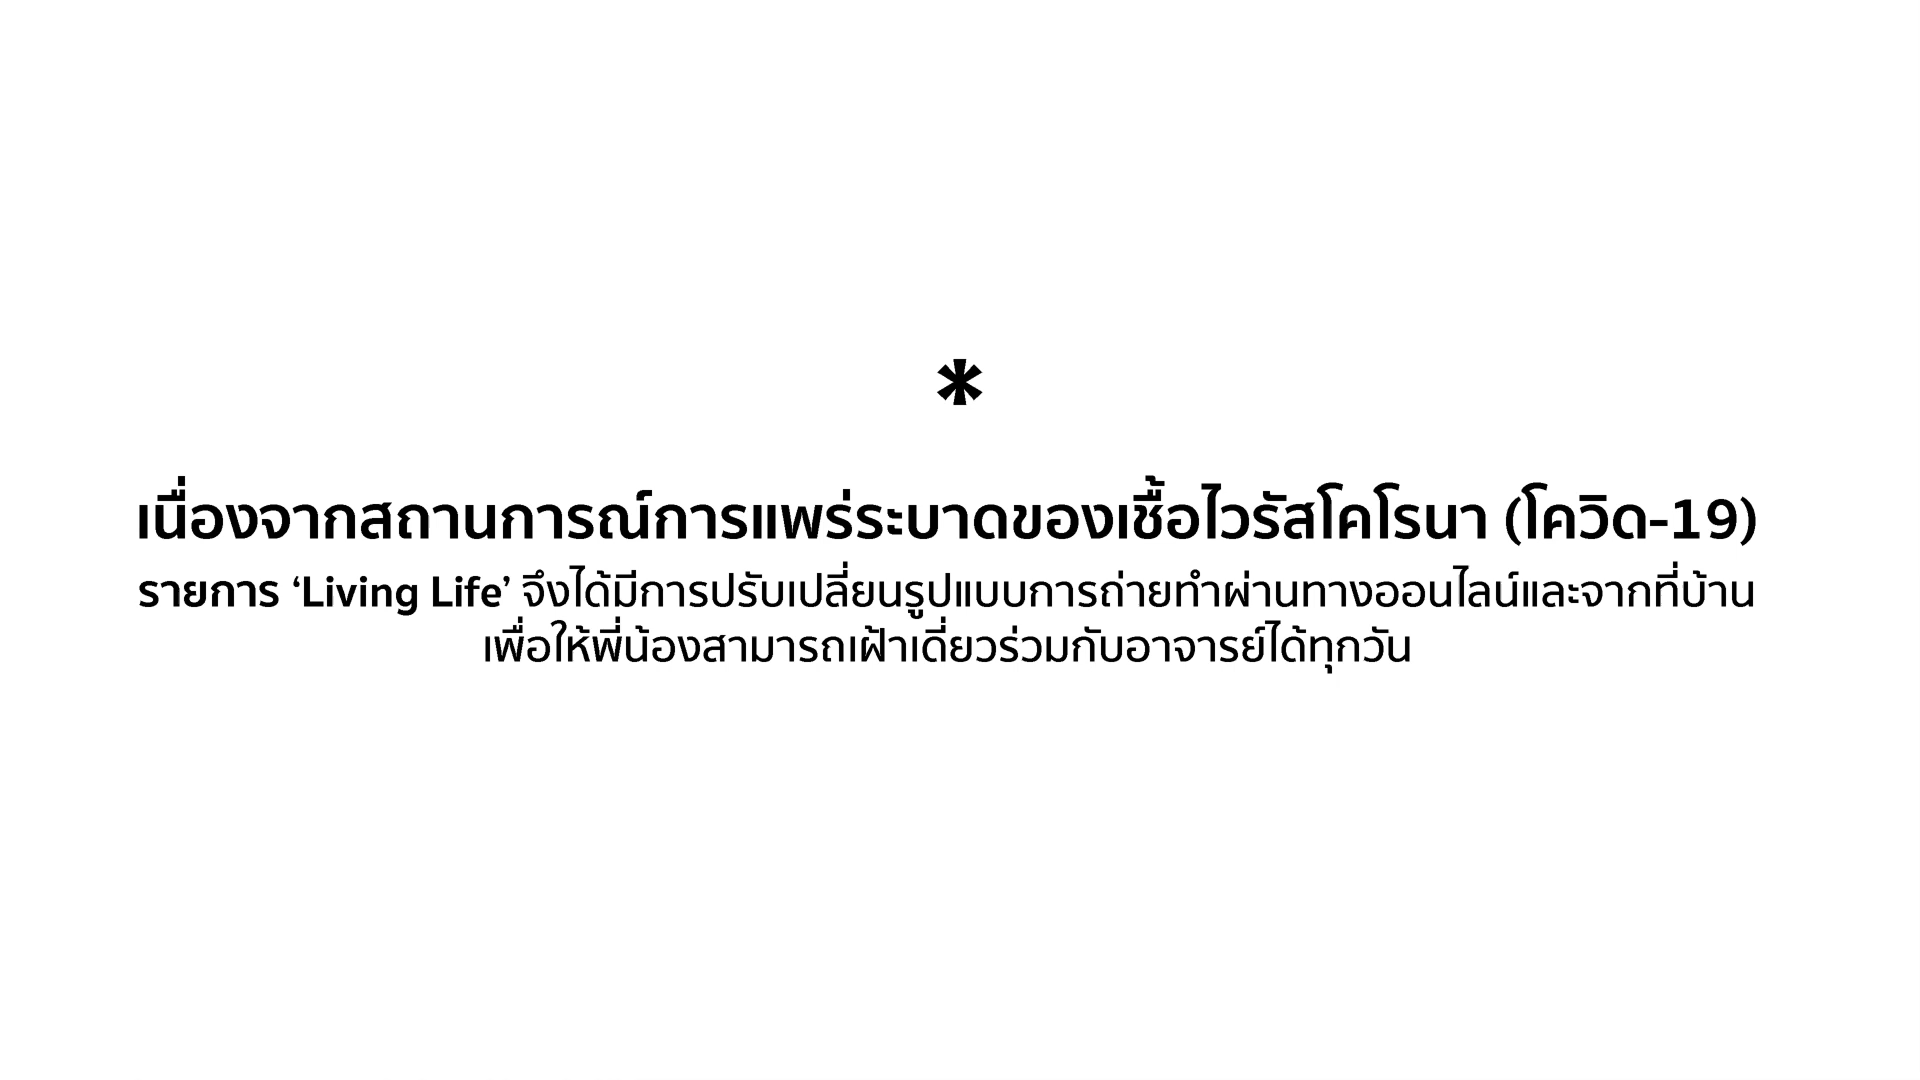 *
เนื่องจากสถานการณ์การแพร่ระบาดของเชื้อไวรัสโคโรนา (โควิด-19)
รายการ ‘Living Life’ จึงได้มีการปรับเปลี่ยนรูปแบบการถ่ายทำผ่านทางออนไลน์และจากที่บ้าน
เพื่อให้พี่น้องสามารถเฝ้าเดี่ยวร่วมกับอาจารย์ได้ทุกวัน